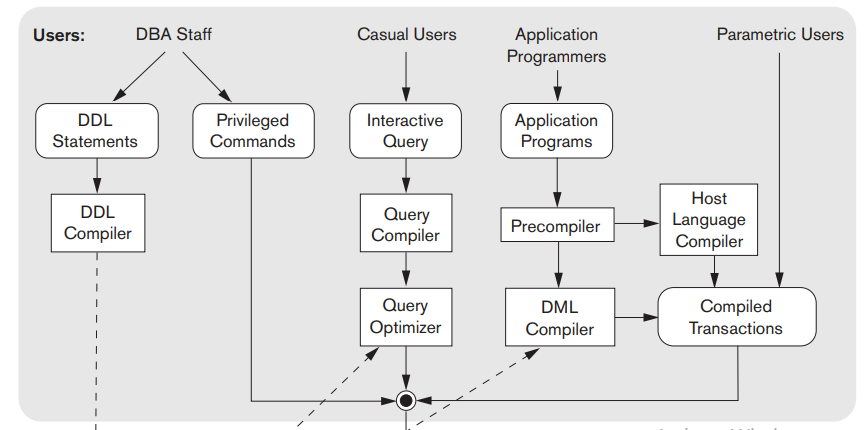 Users:
DBA Staff
Casual Users
Application
Programmers
Parametric Users
DDL
Statements
Privileged
Commands
Interactive
Query
Application
Programs
DDL
Compiler
Query
Compiler
Precompiler
Host
Language
Compiler
Query
Optimizer
DML
Compiler
Compiled
Transactions